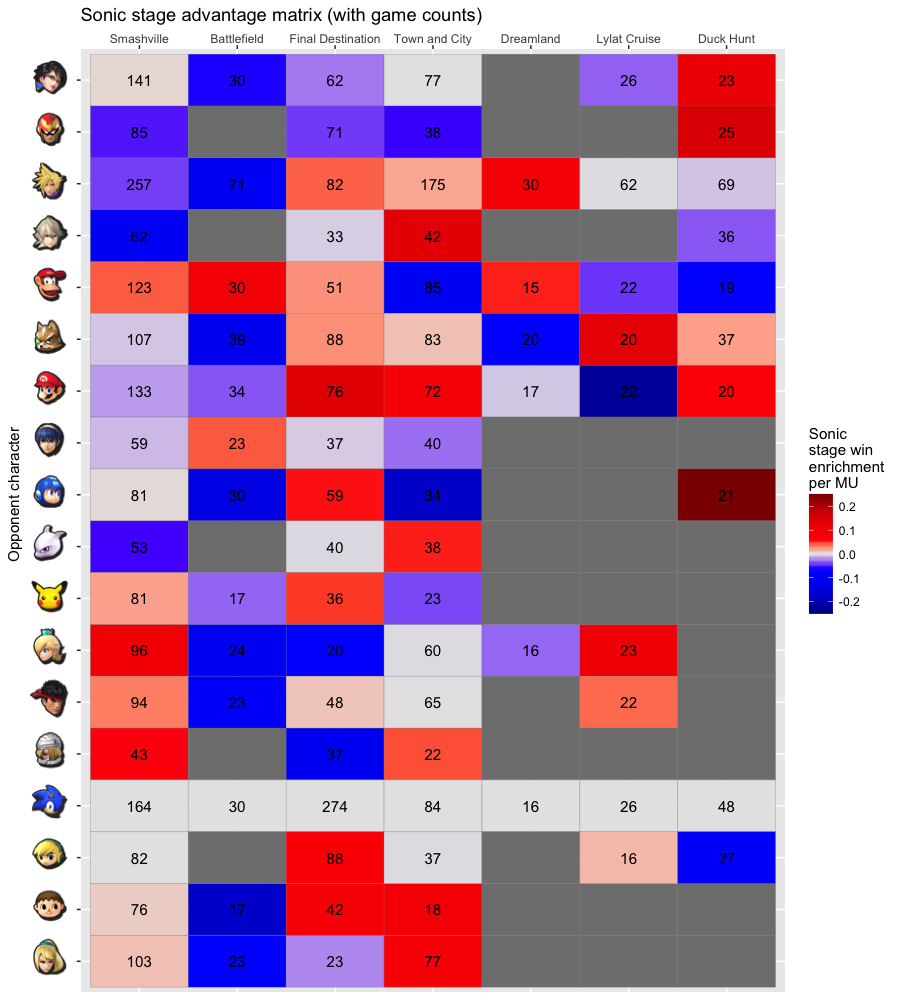 Sonic stage advantage matrix (with game counts)
Smashville Battlefield Final Destination Town and City Dreamland Lylat Cruise Duck Hunt
141 30 62 77 26 23
85 71 38 25
257 71 82 175 30 62 69
62 33 42 36
123 30 51 85 15 22 19
107 39 88 83 20 20 37
133 34 76 72 17 22 20
59 23 37 40
81 30 59 34 21
53 40 38
81 17 36 23
96 24 20 60 16 23
94 23 48 65 22
43 37 22
164 30 274 84 16 26 48
82 88 37 16 27
76 17 42 18
103 23 23 77
Opponent character
Sonic
stage win
enrichment
per MU
0.2
0.1
0.0
-0.1
-0.2